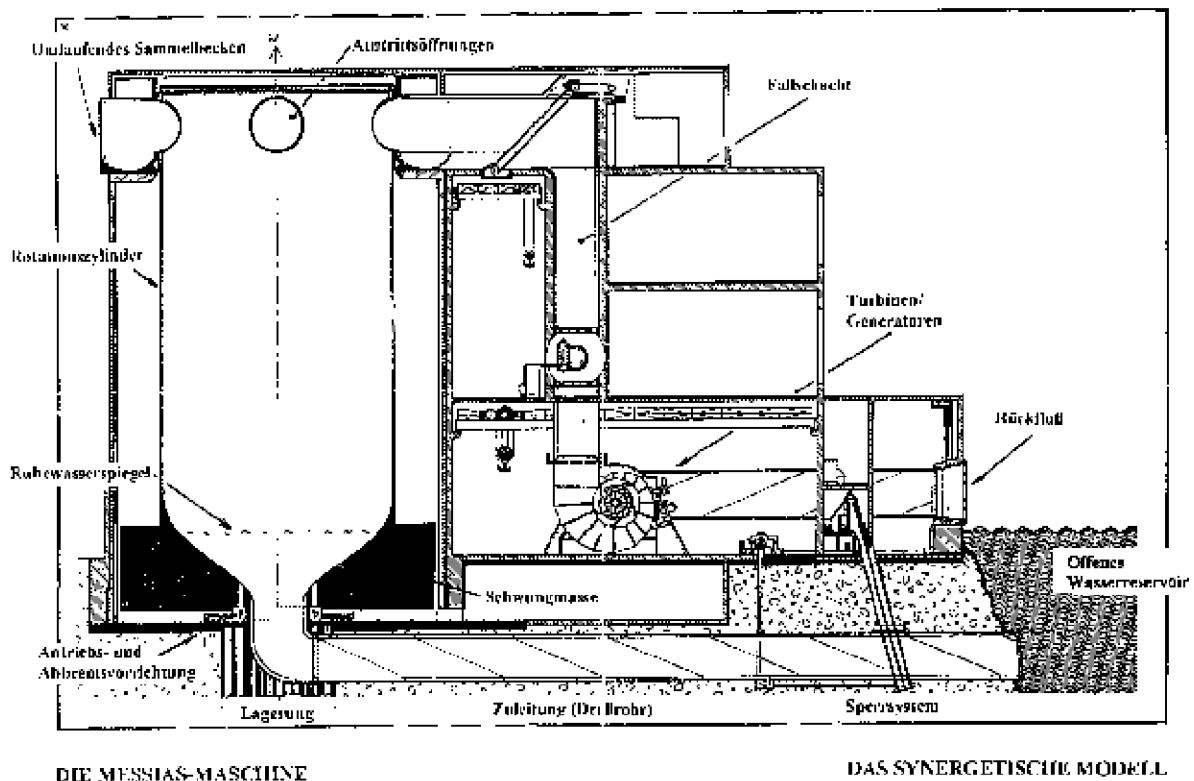 Umlaufendes Sammelbecken
Austrittsöffnungen
Fallschacht
Rotationszylinder
Turbinen/
Generatoren
Rückfluß
Ruhewasserspiegel
Offenes
Wasserreservoir
Schwungmasse
Antriebs- und
Abbremsvorrichtung
Lagerung
Zuleitung (Drallrohr)
Sperrsystem
DIE MESSIAS-MASCHINE
DAS SYNERGETISCHE MODELL